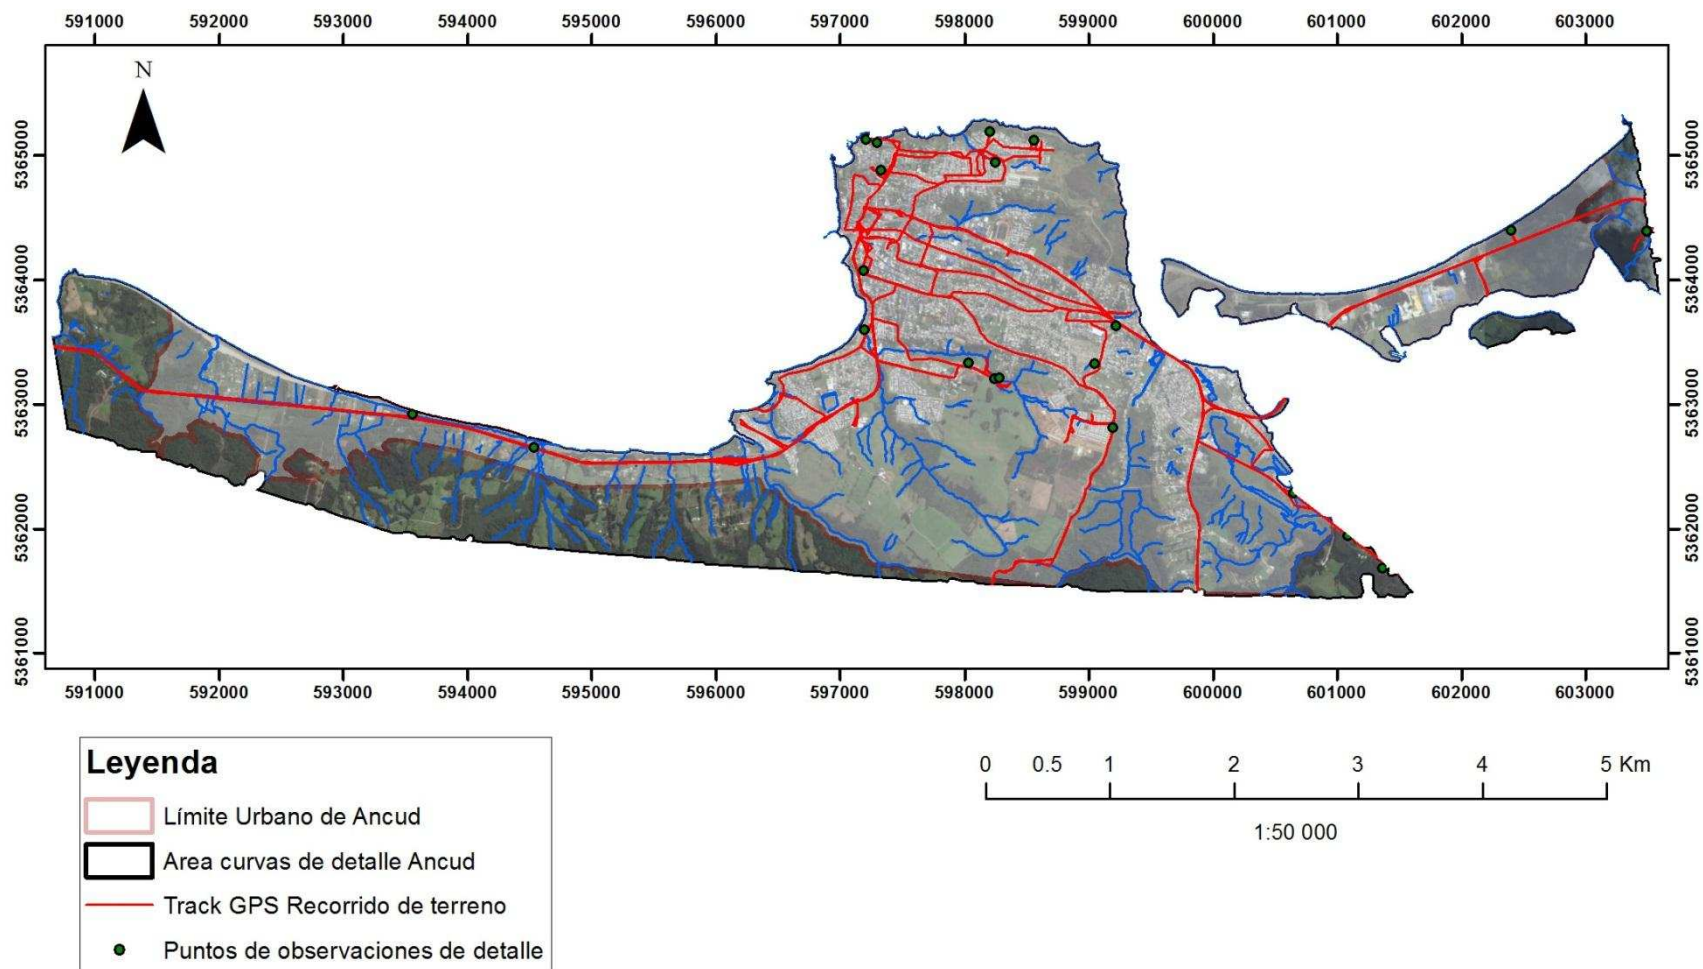 591000 592000 593000 594000 595000 596000 597000 598000 599000 600000 601000 602000 603000
N
5365000 5365000
5364000 5364000
5363000 5363000
5362000 5362000
5361000 5361000
591000 592000 593000 594000 595000 596000 597000 598000 599000 600000 601000 602000 603000
Leyenda
Límite Urbano de Ancud
Area curvas de detalle Ancud
Track GPS Recorrido de terreno
Puntos de observaciones de detalle
0 0.5 1 2 3 4 5 Km
1:50 000